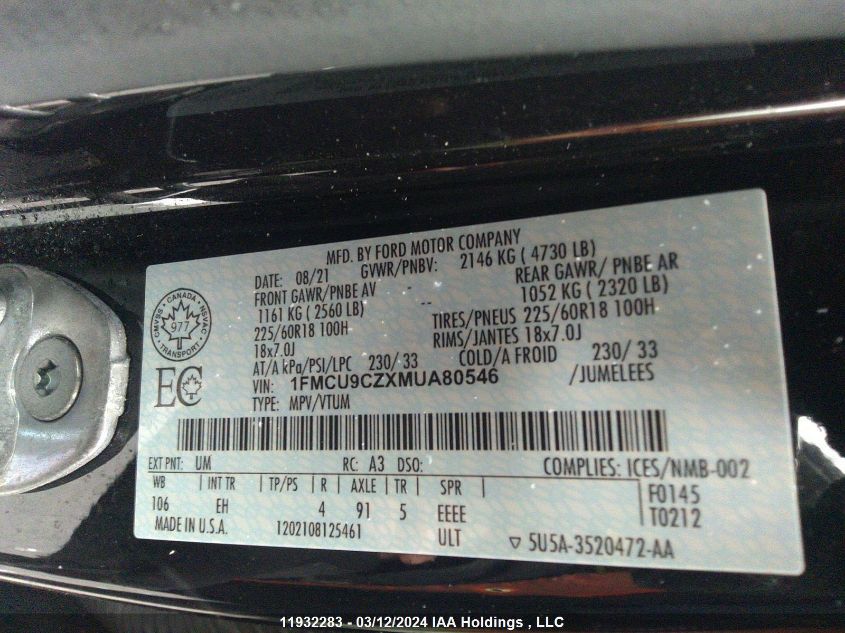 MFD. BY FORD MOTOR COMPANY
DATE: 08/21 GVWR/PNBV: 2146 KG ( 4730 LB)
FRONT GAWR/PNBE AV -- REAR GAWR/ PNBE AR
1161 KG ( 2560 LB) 1052 KG ( 2320 LB)
225/60R18 100H TIRES/PNEUS 225/60R18 100H
18x7.0J RIMS/JANTES 18x7.0J
AT/A kPa/PSI/LPC 230/ 33 COLD/A FROID 230/ 33
VIN: 1FMCU9CZXMUA80546 /JUMELEES
TYPE: MPV/VTUM
CMVSS · CANADA · NSVAC
977
TRANSPORT
EC
EXT PNT: UM RC: A3 DSO: COMPLIES: ICES/NMB-002
WB INT TR TP/PS R AXLE TR SPR F0145
106 EH 4 91 5 EEEE T0212
MADE IN U.S.A. 1202108125461 ULT ▽ 5U5A-3520472-AA
11932283 - 03/12/2024 IAA Holdings , LLC